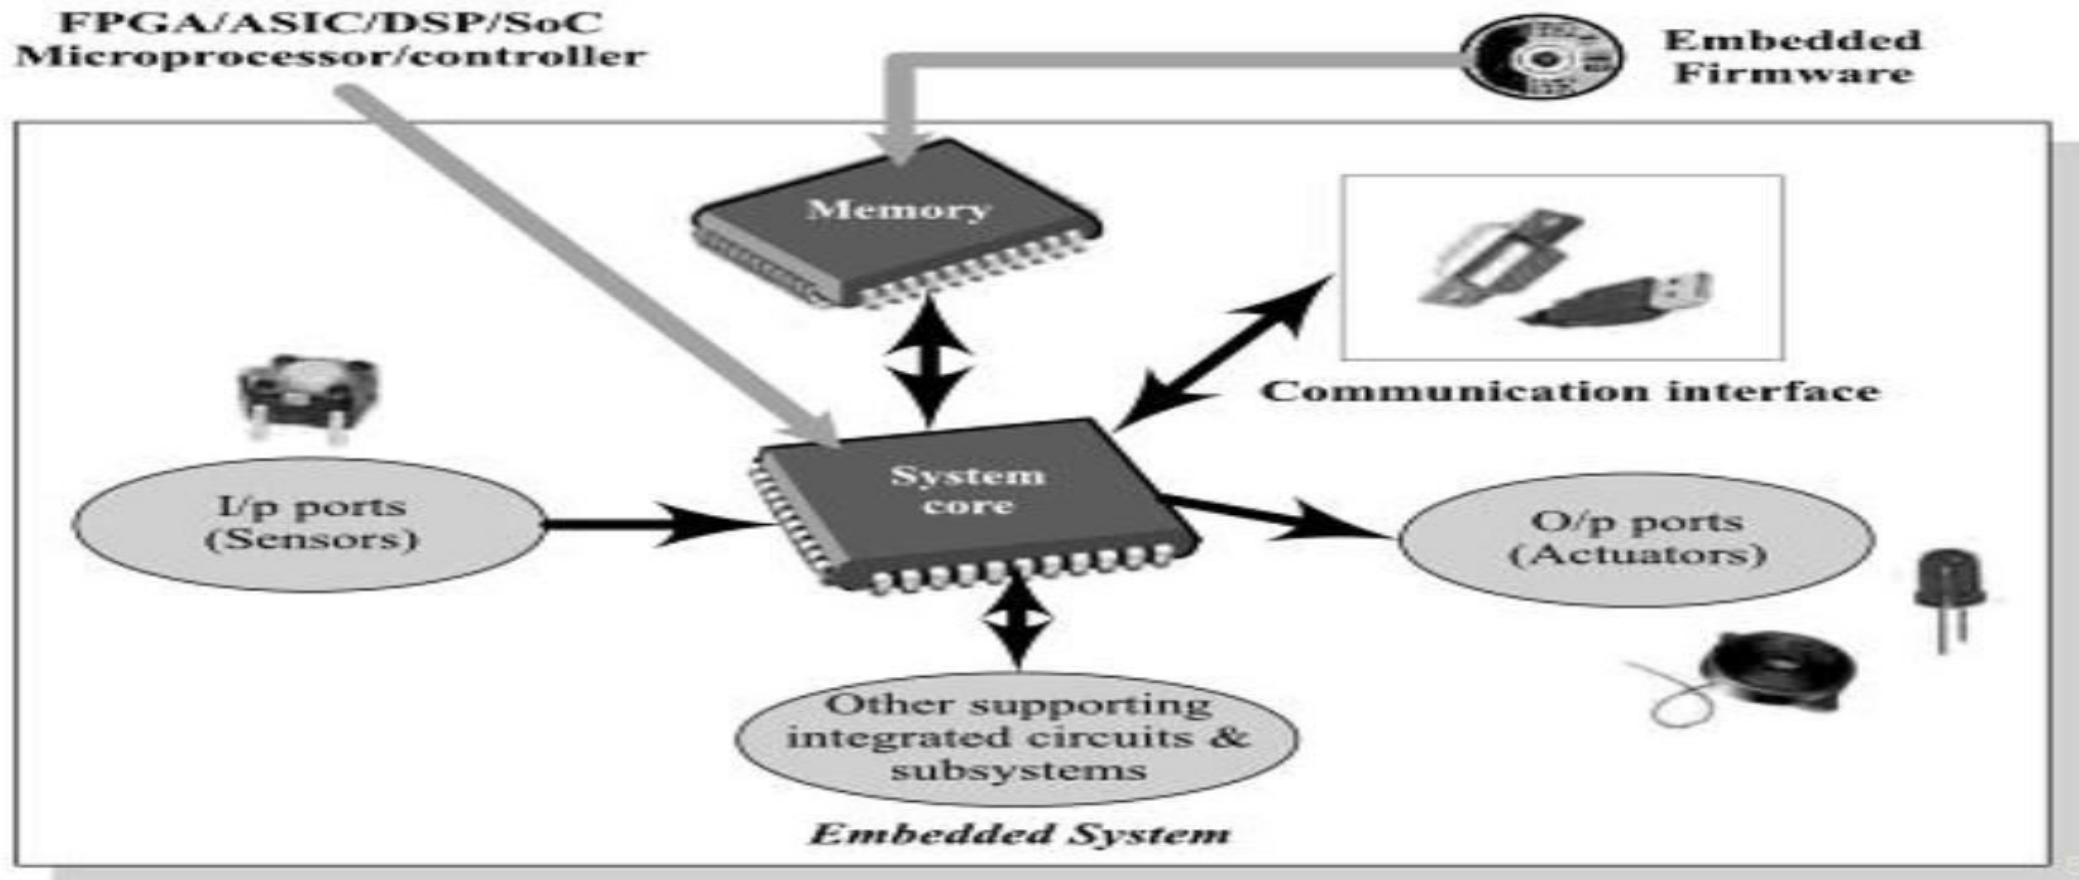 FPGA/ASIC/DSP/SoC
Microprocessor/controller
Embedded
Firmware
Memory
Communication interface
System
core
I/p ports
(Sensors)
O/p ports
(Actuators)
Other supporting
integrated circuits &
subsystems
Embedded System